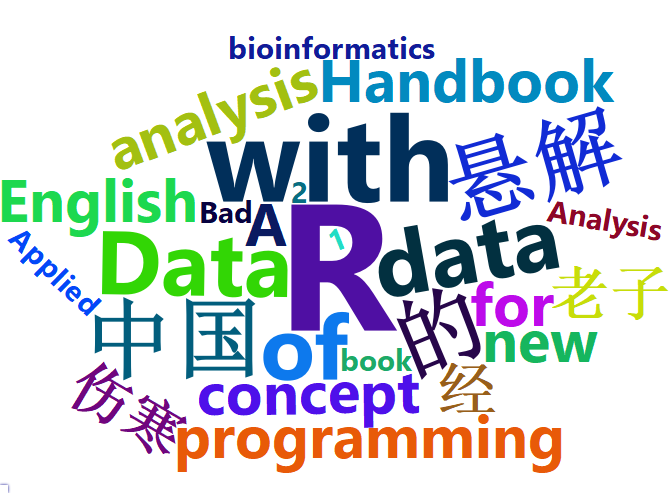 bioinformatics
Handbook
analysis
with
悬解
English
2
Bad
A
R
1
Analysis
Applied
Data
data
老子
中国
of
的
for
new
book
伤寒
concept
经
programming